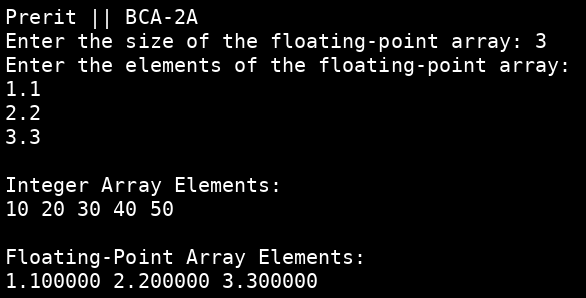 Prerit || BCA-2A
Enter the size of the floating-point array: 3
Enter the elements of the floating-point array:
1.1
2.2
3.3
Integer Array Elements:
10 20 30 40 50
Floating-Point Array Elements:
1.100000 2.200000 3.300000